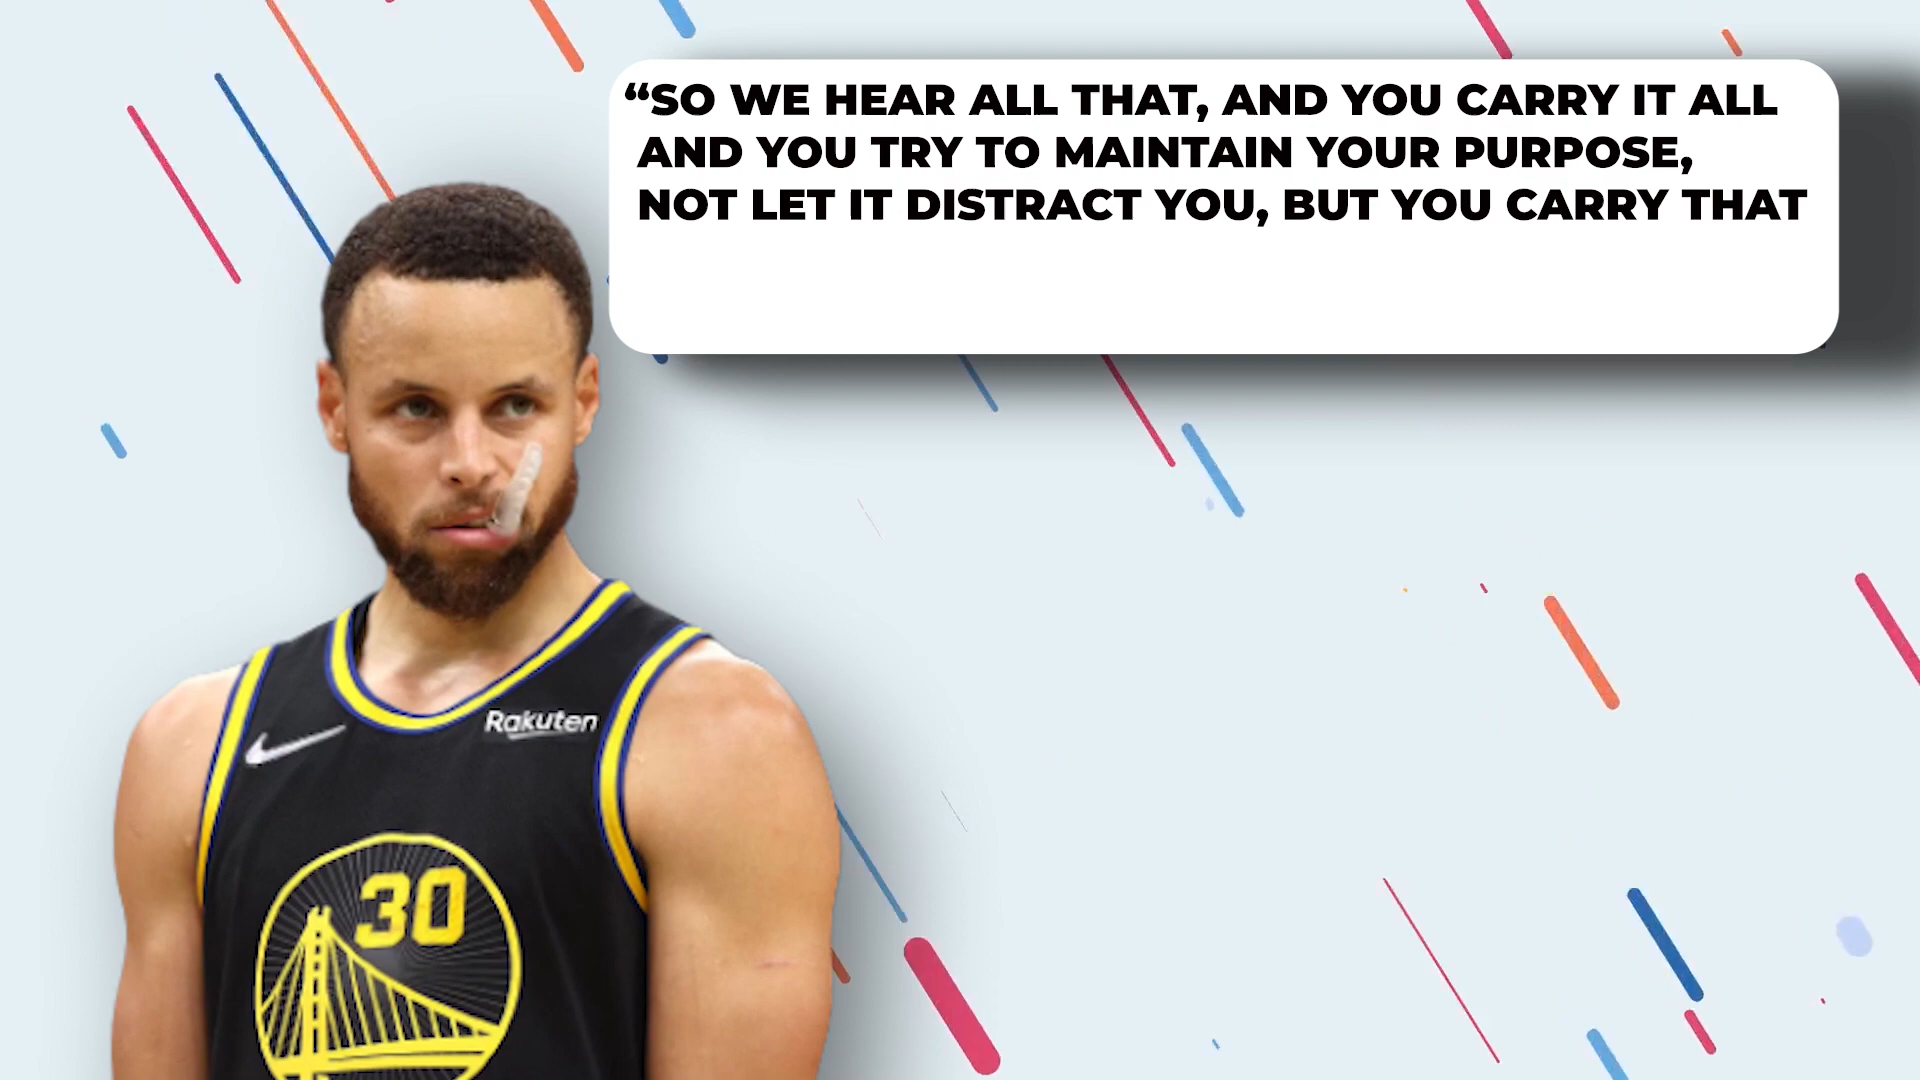 “SO WE HEAR ALL THAT, AND YOU CARRY IT ALL
AND YOU TRY TO MAINTAIN YOUR PURPOSE,
NOT LET IT DISTRACT YOU, BUT YOU CARRY THAT
Rakuten
30